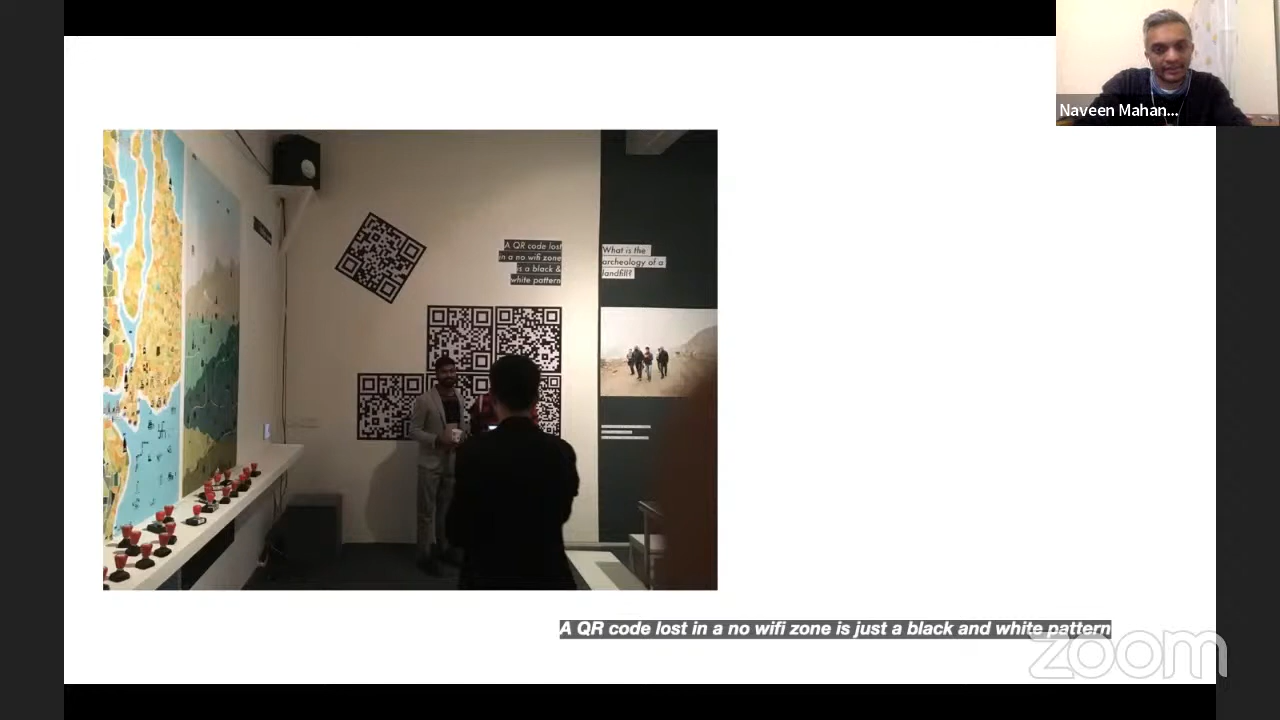 Naveen Mahan...
A QR code lost
in a no wifi zone
is a black &
white pattern
What is the
archeology of a
landfill?
A QR code lost in a no wifi zone is just a black and white pattern
zoom